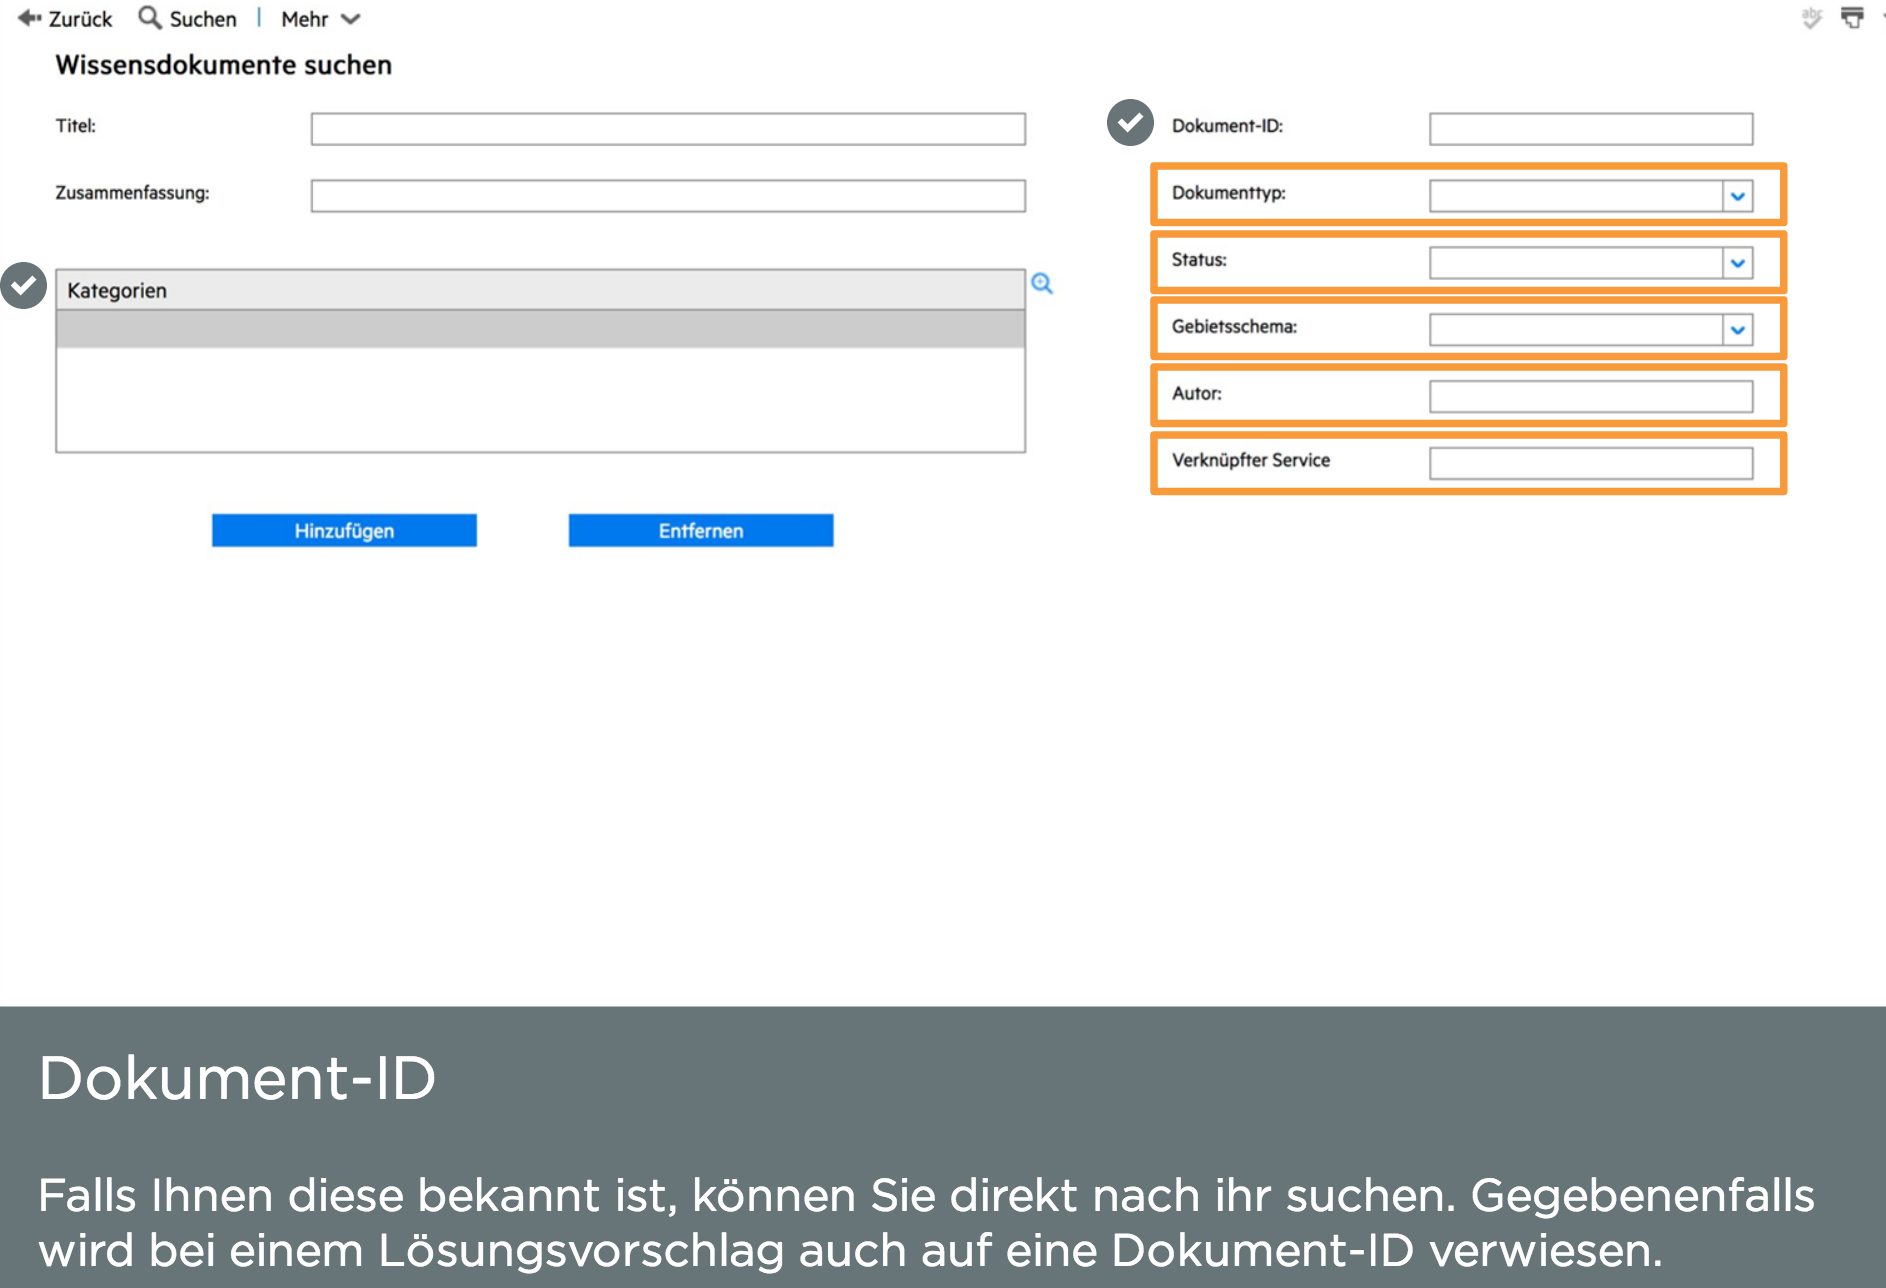 Zurück Suchen Mehr abc
Wissensdokumente suchen
Titel:
Zusammenfassung:
Kategorien
Hinzufügen Entfernen
Dokument-ID:
Dokumenttyp:
Status:
Gebietsschema:
Autor:
Verknüpfter Service
Dokument-ID
Falls Ihnen diese bekannt ist, können Sie direkt nach ihr suchen. Gegebenenfalls
wird bei einem Lösungsvorschlag auch auf eine Dokument-ID verwiesen.